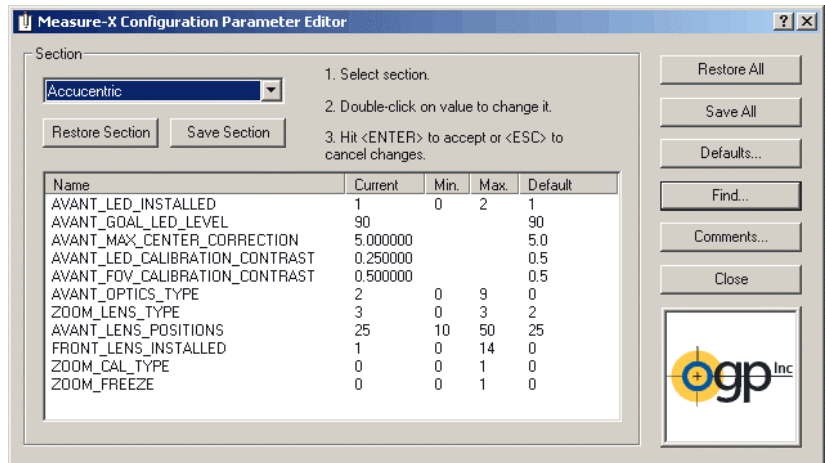 Measure-X Configuration Parameter Editor
Section
Accucentric
Restore Section Save Section
1. Select section.
2. Double-click on value to change it.
3. Hit <ENTER> to accept or <ESC> to
cancel changes.
Name Current Min. Max. Default
AVANT_LED_INSTALLED 1 0 2 1
AVANT_GOAL_LED_LEVEL 90 90
AVANT_MAX_CENTER_CORRECTION 5.000000 5.0
AVANT_LED_CALIBRATION_CONTRAST 0.250000 0.5
AVANT_FOV_CALIBRATION_CONTRAST 0.500000 0.5
AVANT_OPTICS_TYPE 2 0 9 0
ZOOM_LENS_TYPE 3 0 3 2
AVANT_LENS_POSITIONS 25 10 50 25
FRONT_LENS_INSTALLED 1 0 14 0
ZOOM_CAL_TYPE 0 0 1 0
ZOOM_FREEZE 0 0 1 0
Restore All
Save All
Defaults...
Find...
Comments...
Close
ogp Inc